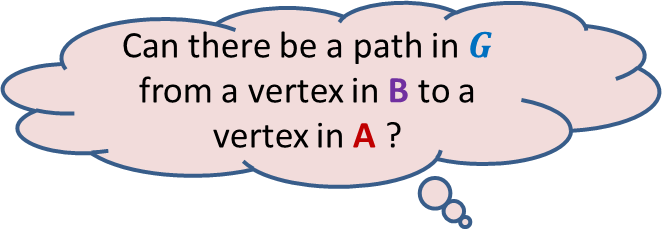 Can there be a path in G
from a vertex in B to a
vertex in A ?